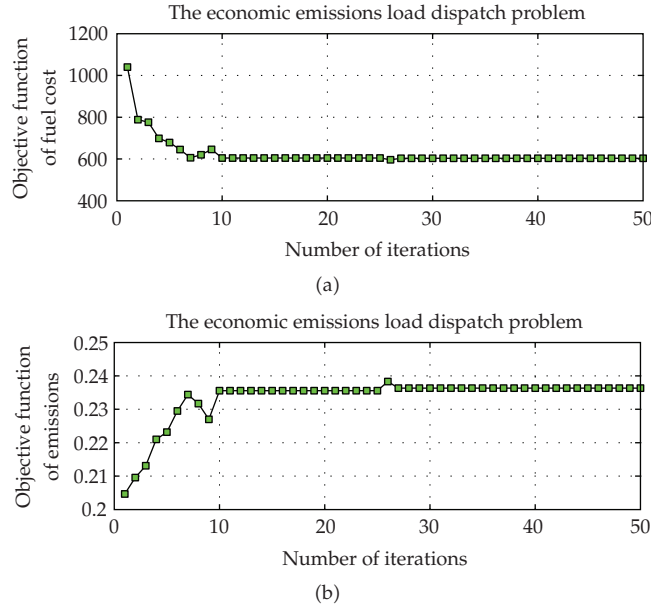 The economic emissions load dispatch problem
Objective function
of fuel cost
1200
1000
800
600
400
0 10 20 30 40 50
Number of iterations
(a)
The economic emissions load dispatch problem
Objective function
of emissions
0.25
0.24
0.23
0.22
0.21
0.2
0 10 20 30 40 50
Number of iterations
(b)